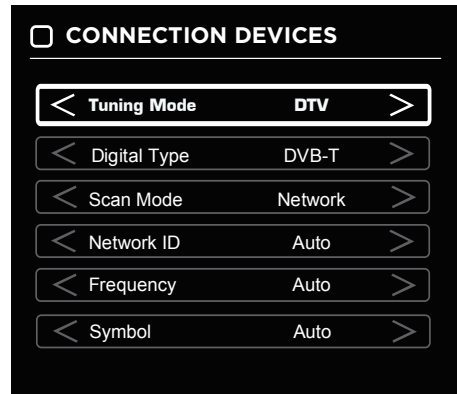 CONNECTION DEVICES
< Tuning Mode DTV >
< Digital Type DVB-T >
< Scan Mode Network >
< Network ID Auto >
< Frequency Auto >
< Symbol Auto >